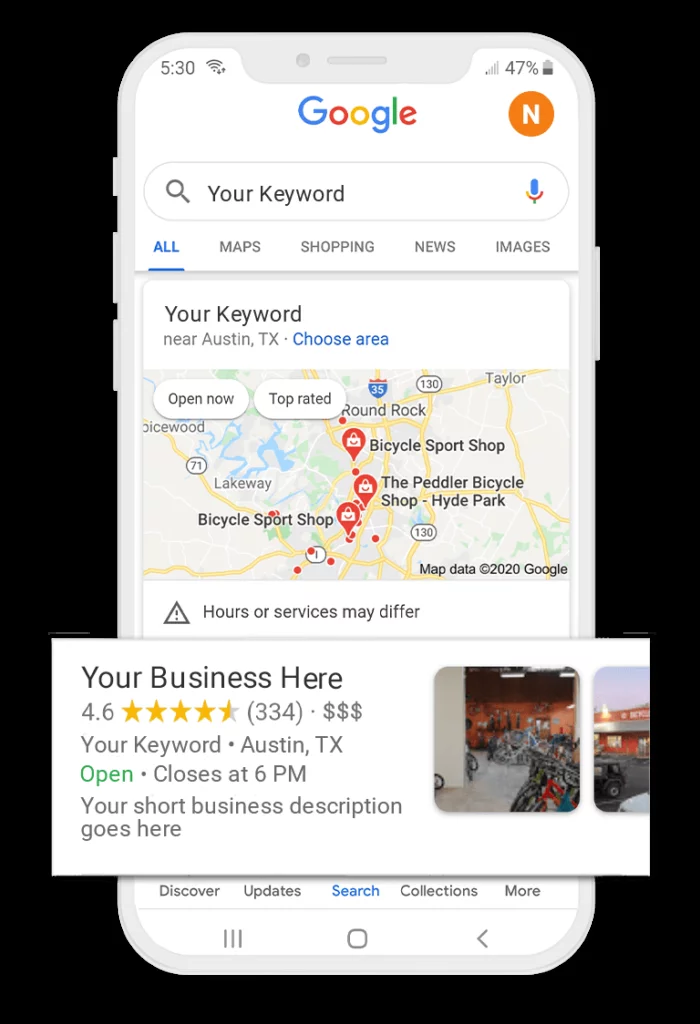 5:30 47%
Google N
Your Keyword
ALL MAPS SHOPPING NEWS IMAGES
Your Keyword
near Austin, TX · Choose area
Open now Top rated
35 130 Taylor
Round Rock
picewood
71
Bicycle Sport Shop
Lakeway
The Peddler Bicycle
Shop - Hyde Park
Bicycle Sport Shop
130
1
Map data ©2020 Google
Hours or services may differ
Your Business Here
4.6 (334) · $$$
Your Keyword • Austin, TX
Open • Closes at 6 PM
Your short business description
goes here
Discover Updates Search Collections More